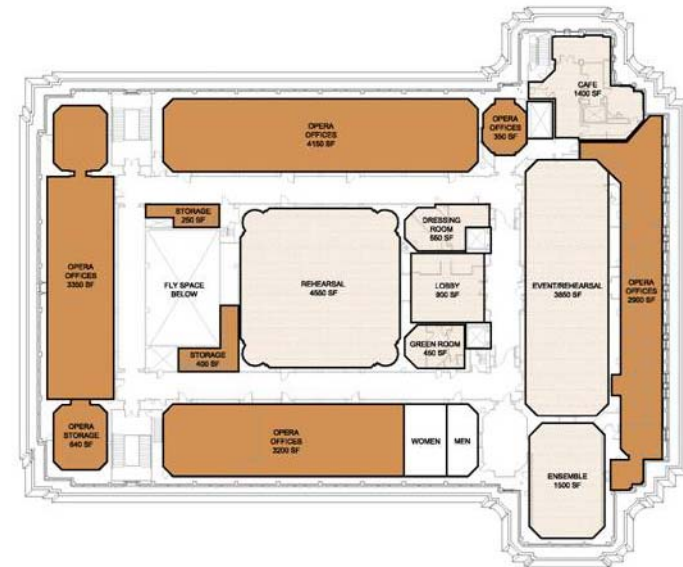 CAFE
1400 SF
OPERA
OFFICES
4150 SF
OPERA
OFFICES
350 SF
STORAGE
250 SF
DRESSING
ROOM
550 SF
OPERA
OFFICES
3350 SF
FLY SPACE
BELOW
REHEARSAL
4550 SF
LOBBY
800 SF
EVENT/REHEARSAL
3850 SF
OPERA
OFFICES
2900 SF
STORAGE
400 SF
GREEN ROOM
450 SF
OPERA
STORAGE
640 SF
OPERA
OFFICES
3200 SF
WOMEN
MEN
ENSEMBLE
1500 SF